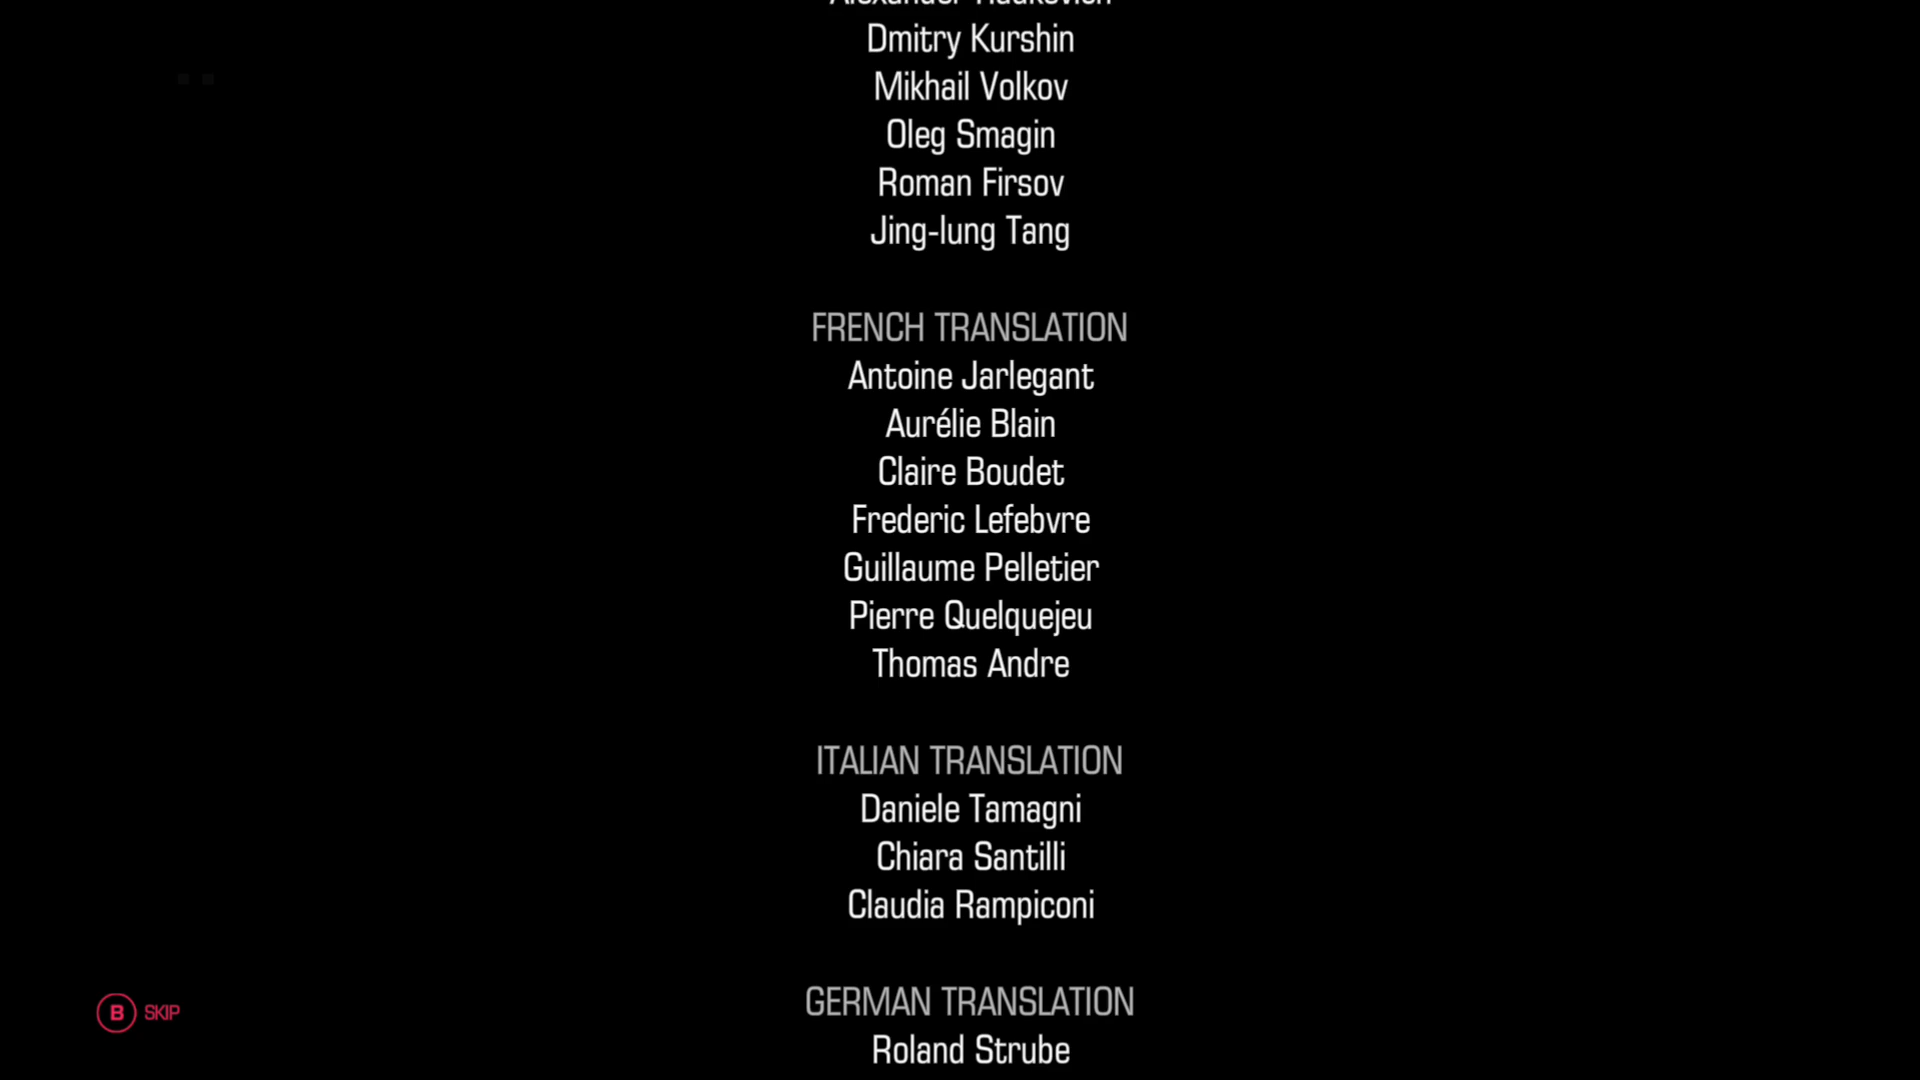 Dmitry Kurshin
Mikhail Volkov
Oleg Smagin
Roman Firsov
Jing-lung Tang
FRENCH TRANSLATION
Antoine Jarlegant
Aurélie Blain
Claire Boudet
Frederic Lefebvre
Guillaume Pelletier
Pierre Quelquejeu
Thomas Andre
ITALIAN TRANSLATION
Daniele Tamagni
Chiara Santilli
Claudia Rampiconi
GERMAN TRANSLATION
Roland Strube
B SKIP